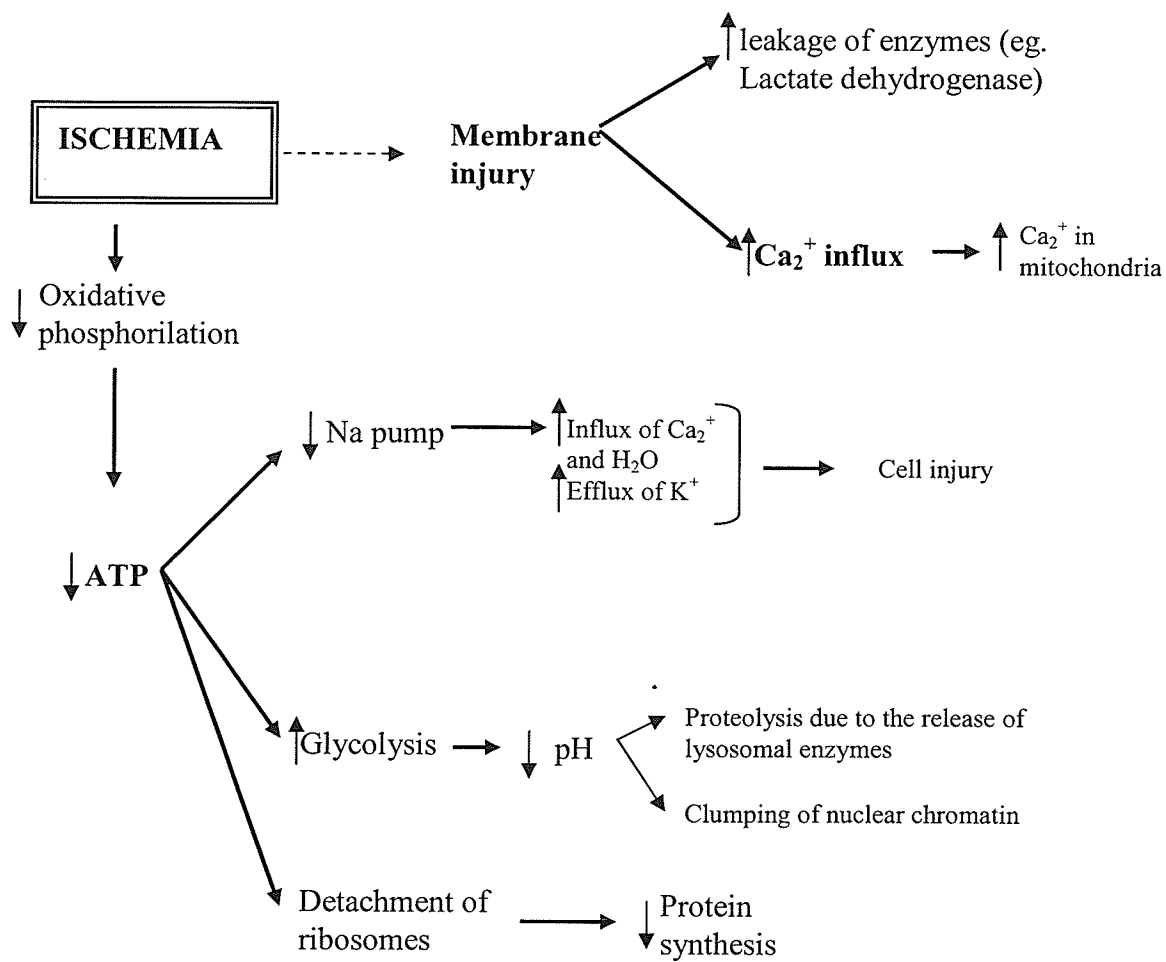 ↑ leakage of enzymes (eg.
Lactate dehydrogenase)
ISCHEMIA
Membrane
injury
↑ Ca₂⁺ influx
↑ Ca₂⁺ in
mitochondria
↓ Oxidative
phosphorilation
↓ Na pump
↑ Influx of Ca₂⁺
and H₂O
↑ Efflux of K⁺
Cell injury
↓ ATP
↑ Glycolysis
↓ pH
Proteolysis due to the release of
lysosomal enzymes
Clumping of nuclear chromatin
Detachment of
ribosomes
↓ Protein
synthesis